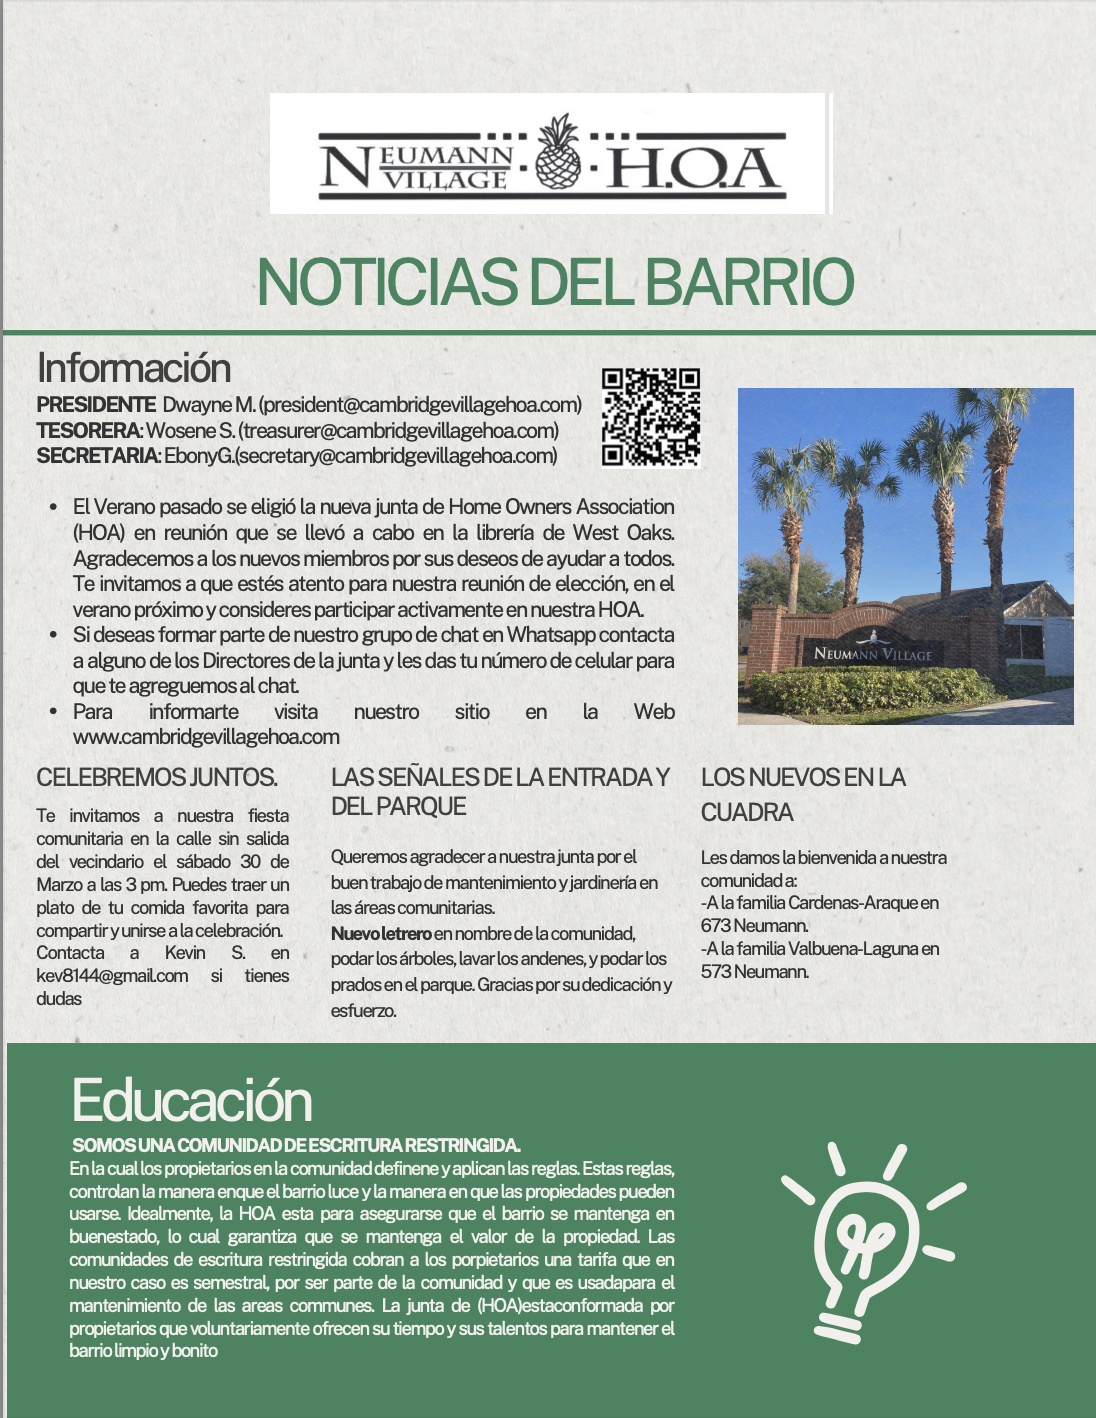 NEUMANN
VILLAGE
H.O.A
NOTICIAS DEL BARRIO
Información
PRESIDENTE Dwayne M. (president@cambridgevillagehoa.com)
TESORERA: Wosene S. (treasurer@cambridgevillagehoa.com)
SECRETARIA: EbonyG.(secretary@cambridgevillagehoa.com)
• El Verano pasado se eligió la nueva junta de Home Owners Association
(HOA) en reunión que se llevó a cabo en la librería de West Oaks.
Agradecemos a los nuevos miembros por sus deseos de ayudar a todos.
Te invitamos a que estés atento para nuestra reunión de elección, en el
verano próximo y consideres participar activamente en nuestra HOA.
• Si deseas formar parte de nuestro grupo de chat en Whatsapp contacta
a alguno de los Directores de la junta y les das tu número de celular para
que te agreguemos al chat.
• Para informarte visita nuestro sitio en la Web
www.cambridgevillagehoa.com
NEUMANN VILLAGE
CELEBREMOS JUNTOS.
Te invitamos a nuestra fiesta
comunitaria en la calle sin salida
del vecindario el sábado 30 de
Marzo a las 3 pm. Puedes traer un
plato de tu comida favorita para
compartir y unirse a la celebración.
Contacta a Kevin S. en
kev8144@gmail.com si tienes
dudas
LAS SEÑALES DE LA ENTRADA Y
DEL PARQUE
Queremos agradecer a nuestra junta por el
buen trabajo de mantenimiento y jardinería en
las áreas comunitarias.
Nuevo letrero en nombre de la comunidad,
podar los árboles, lavar los andenes, y podar los
prados en el parque. Gracias por su dedicación y
esfuerzo.
LOS NUEVOS EN LA
CUADRA
Les damos la bienvenida a nuestra
comunidad a:
-A la familia Cardenas-Araque en
673 Neumann.
-A la familia Valbuena-Laguna en
573 Neumann.
Educación
SOMOS UNA COMUNIDAD DE ESCRITURA RESTRINGIDA.
En la cual los propietarios en la comunidad definene y aplican las reglas. Estas reglas,
controlan la manera enque el barrio luce y la manera en que las propiedades pueden
usarse. Idealmente, la HOA esta para asegurarse que el barrio se mantenga en
buenestado, lo cual garantiza que se mantenga el valor de la propiedad. Las
comunidades de escritura restringida cobran a los porpietarios una tarifa que en
nuestro caso es semestral, por ser parte de la comunidad y que es usadapara el
mantenimiento de las areas communes. La junta de (HOA)estaconformada por
propietarios que voluntariamente ofrecen su tiempo y sus talentos para mantener el
barrio limpio y bonito